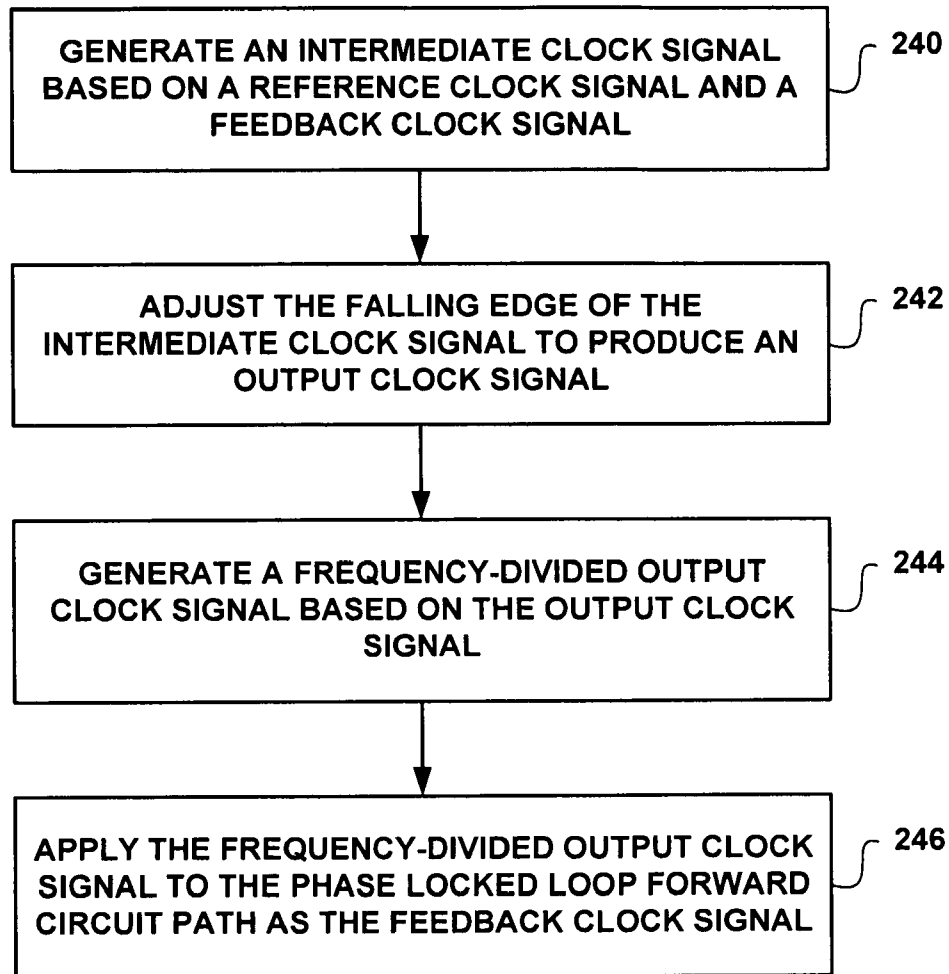 GENERATE AN INTERMEDIATE CLOCK SIGNAL
BASED ON A REFERENCE CLOCK SIGNAL AND A
FEEDBACK CLOCK SIGNAL
240
ADJUST THE FALLING EDGE OF THE
INTERMEDIATE CLOCK SIGNAL TO PRODUCE AN
OUTPUT CLOCK SIGNAL
242
GENERATE A FREQUENCY-DIVIDED OUTPUT
CLOCK SIGNAL BASED ON THE OUTPUT CLOCK
SIGNAL
244
APPLY THE FREQUENCY-DIVIDED OUTPUT CLOCK
SIGNAL TO THE PHASE LOCKED LOOP FORWARD
CIRCUIT PATH AS THE FEEDBACK CLOCK SIGNAL
246